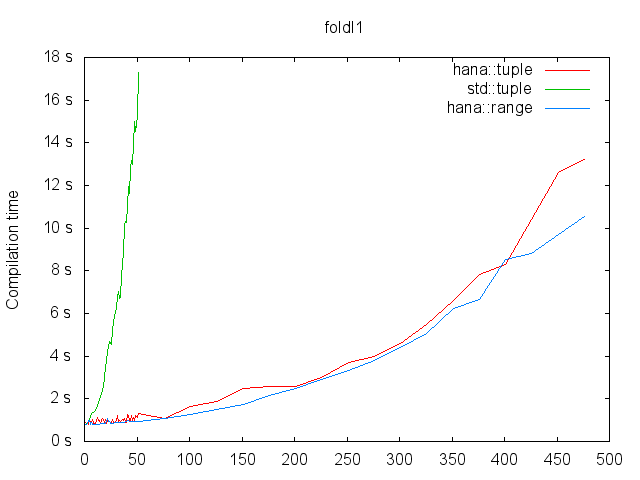 foldl1
18 s
16 s
14 s
12 s
10 s
8 s
6 s
4 s
2 s
0 s
Compilation time
hana::tuple
std::tuple
hana::range
0 50 100 150 200 250 300 350 400 450 500